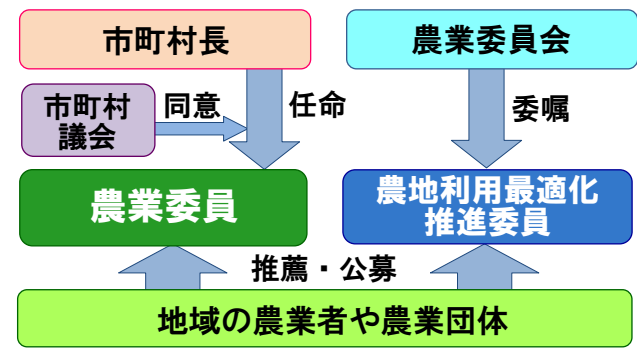 市町村長
農業委員会
市町村
議会
同意
任命
委嘱
農業委員
農地利用最適化
推進委員
推薦・公募
地域の農業者や農業団体